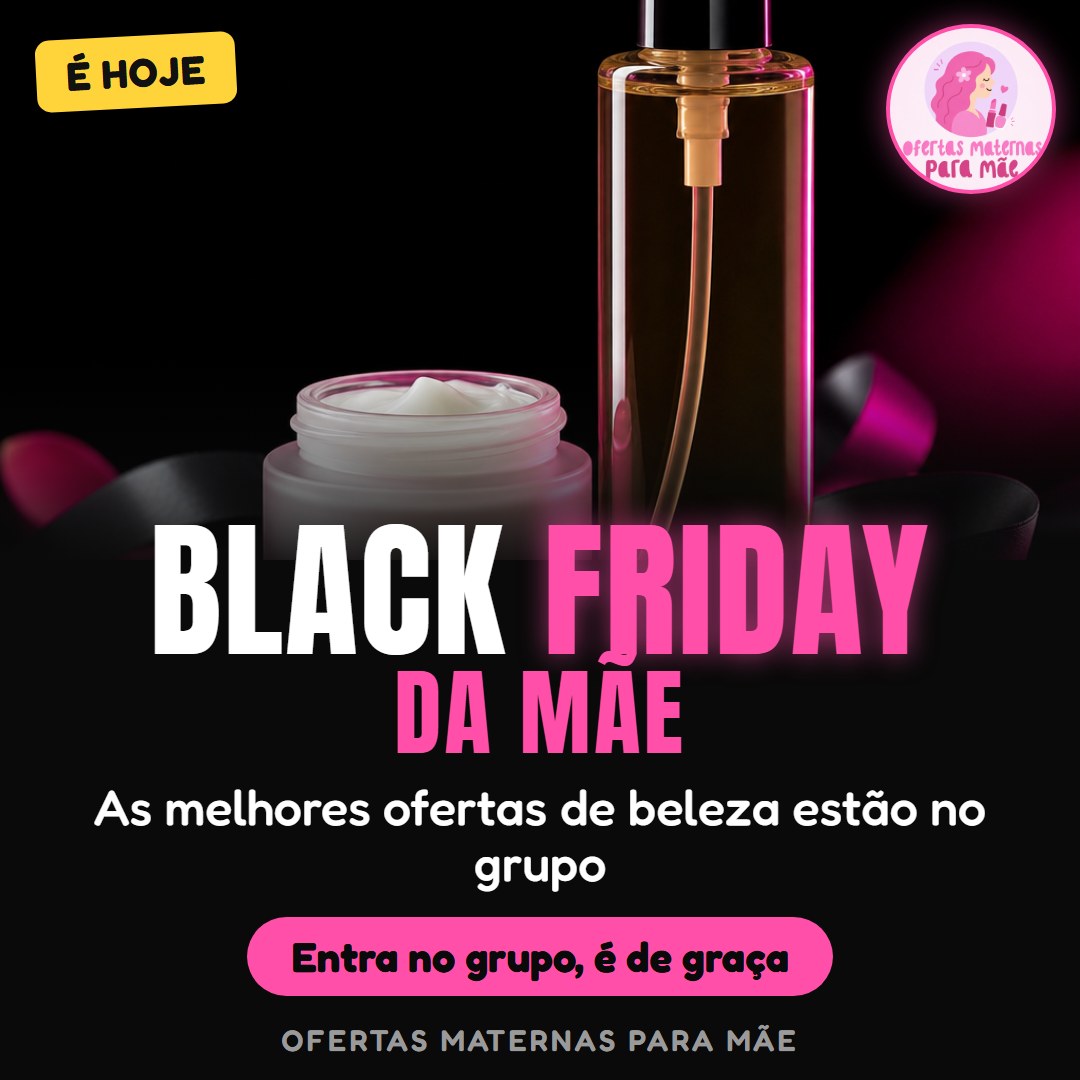 É HOJE
ofertas maternas
para mãe
BLACK FRIDAY
DA MÃE
As melhores ofertas de beleza estão no
grupo
Entra no grupo, é de graça
OFERTAS MATERNAS PARA MÃE